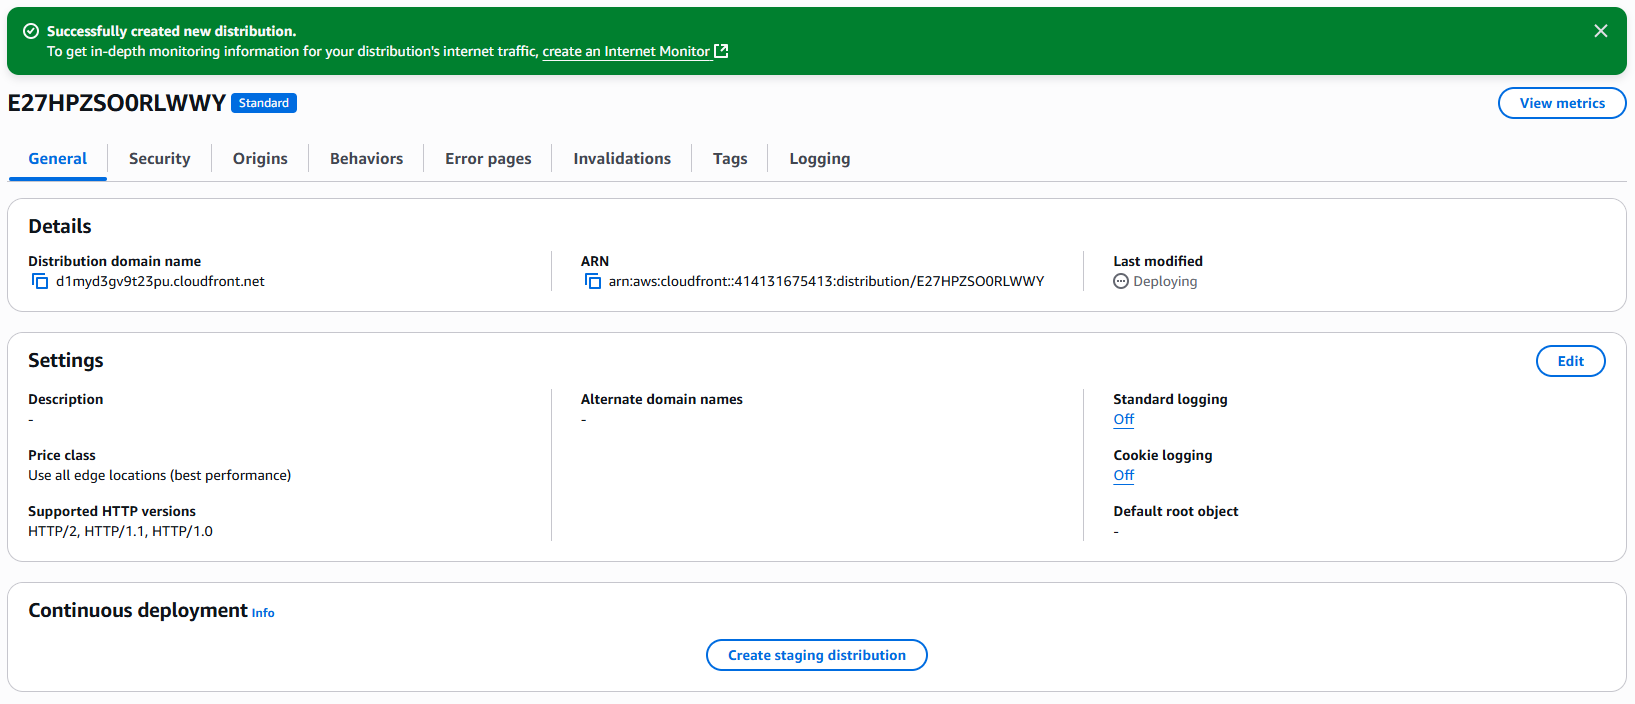 Successfully created new distribution.
To get in-depth monitoring information for your distribution's internet traffic, create an Internet Monitor
E27HPZSO0RLWWY Standard
View metrics
General Security Origins Behaviors Error pages Invalidations Tags Logging
Details
Distribution domain name
d1myd3gv9t23pu.cloudfront.net
ARN
arn:aws:cloudfront::414131675413:distribution/E27HPZSO0RLWWY
Last modified
Deploying
Settings
Edit
Description
-
Price class
Use all edge locations (best performance)
Supported HTTP versions
HTTP/2, HTTP/1.1, HTTP/1.0
Alternate domain names
-
Standard logging
Off
Cookie logging
Off
Default root object
-
Continuous deployment Info
Create staging distribution